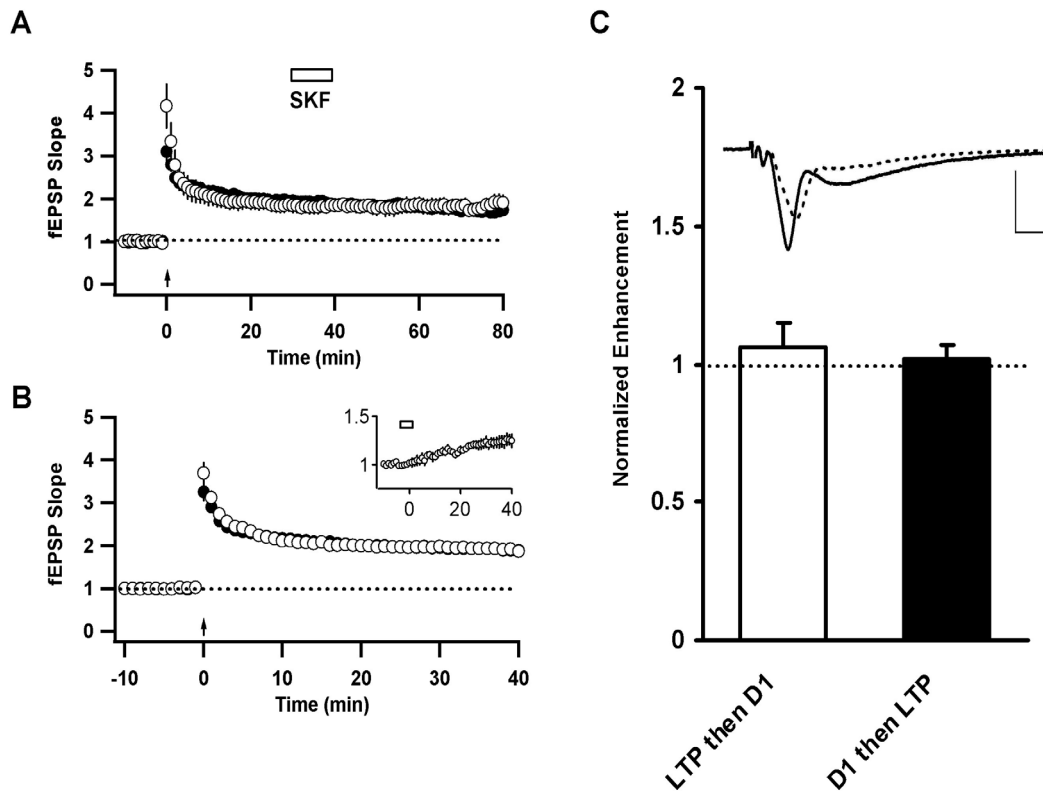 A
5
4
3
2
1
0
fEPSP Slope
SKF
0 20 40 60 80
Time (min)
B
5
4
3
2
1
0
fEPSP Slope
1.5
1
0 20 40
-10 0 10 20 30 40
Time (min)
C
2
1.5
1
0.5
0
Normalized Enhancement
LTP then D1
D1 then LTP